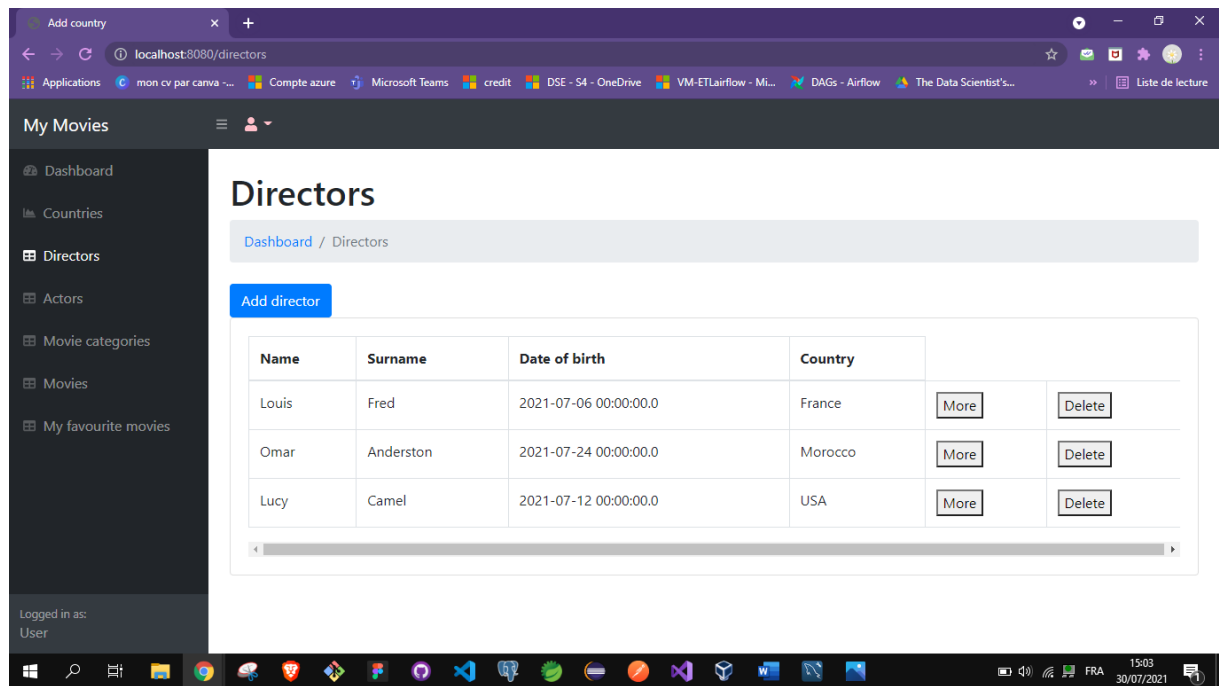 Add country
localhost:8080/directors
Applications mon cv par canva -... Compte azure Microsoft Teams credit DSE - S4 - OneDrive VM-ETLairflow - Mi... DAGs - Airflow The Data Scientist's... » Liste de lecture
My Movies
Dashboard
Countries
Directors
Actors
Movie categories
Movies
My favourite movies
Logged in as:
User
Directors
Dashboard / Directors
Add director
Name Surname Date of birth Country
Louis Fred 2021-07-06 00:00:00.0 France More Delete
Omar Anderston 2021-07-24 00:00:00.0 Morocco More Delete
Lucy Camel 2021-07-12 00:00:00.0 USA More Delete
FRA
15:03
30/07/2021